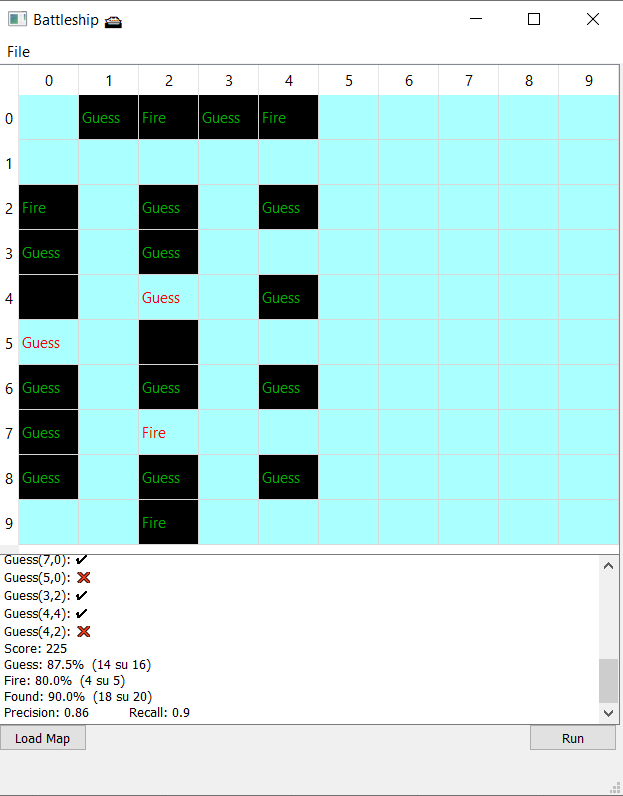 Battleship
File
0 1 2 3 4 5 6 7 8 9
0 Guess Fire Guess Fire
1
2 Fire Guess Guess
3 Guess Guess
4 Guess Guess
5 Guess
6 Guess Guess Guess
7 Guess Fire
8 Guess Guess Guess
9 Fire
Guess(7,0): ✔
Guess(5,0): ❌
Guess(3,2): ✔
Guess(4,4): ✔
Guess(4,2): ❌
Score: 225
Guess: 87.5% (14 su 16)
Fire: 80.0% (4 su 5)
Found: 90.0% (18 su 20)
Precision: 0.86 Recall: 0.9
Load Map Run